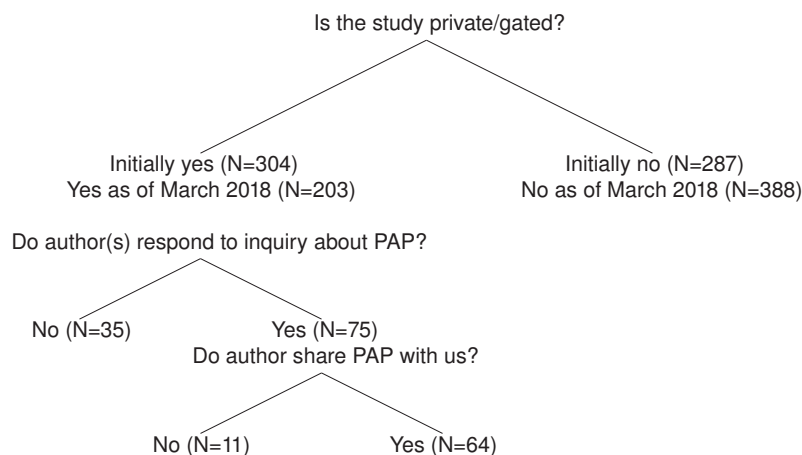 Is the study private/gated?
Initially yes (N=304)
Yes as of March 2018 (N=203)
Initially no (N=287)
No as of March 2018 (N=388)
Do author(s) respond to inquiry about PAP?
No (N=35)
Yes (N=75)
Do author share PAP with us?
No (N=11)
Yes (N=64)